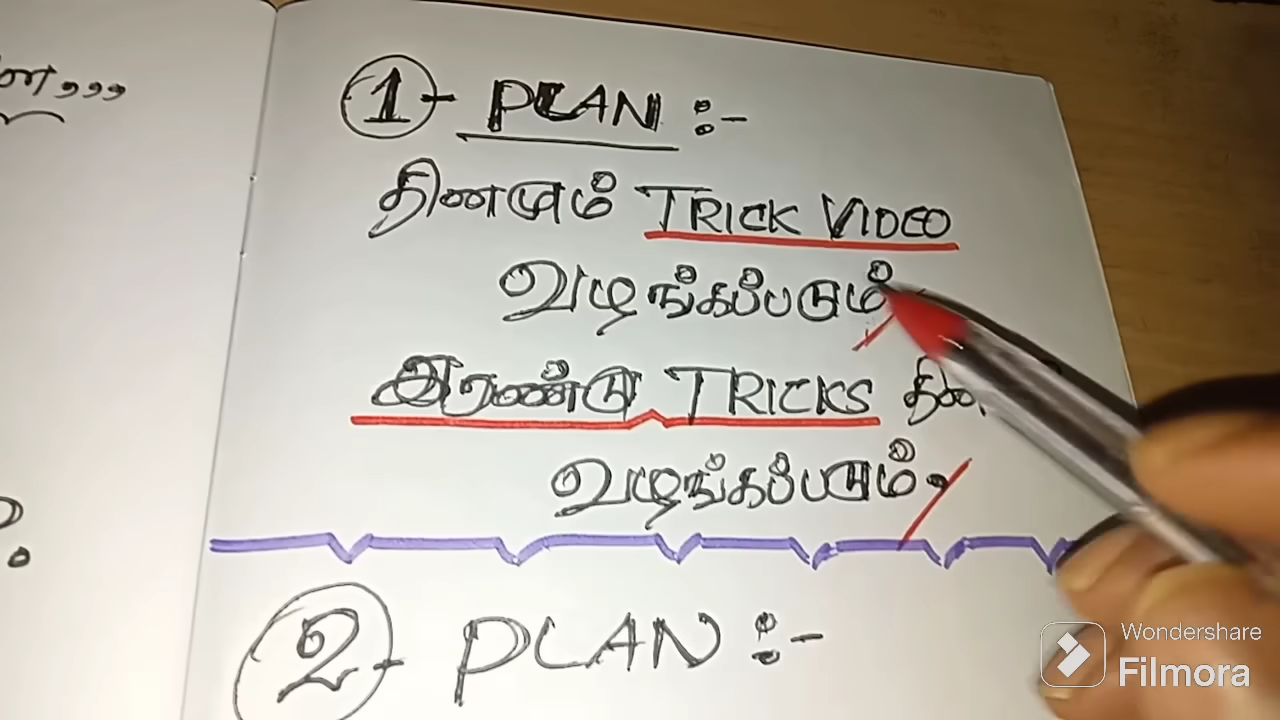 ① - PLAN :-
தினமும் TRICK VIDEO
வழங்கப்படும்
இரண்டு TRICKS
வழங்கப்படும்.
② - PLAN :-
Wondershare
Filmora